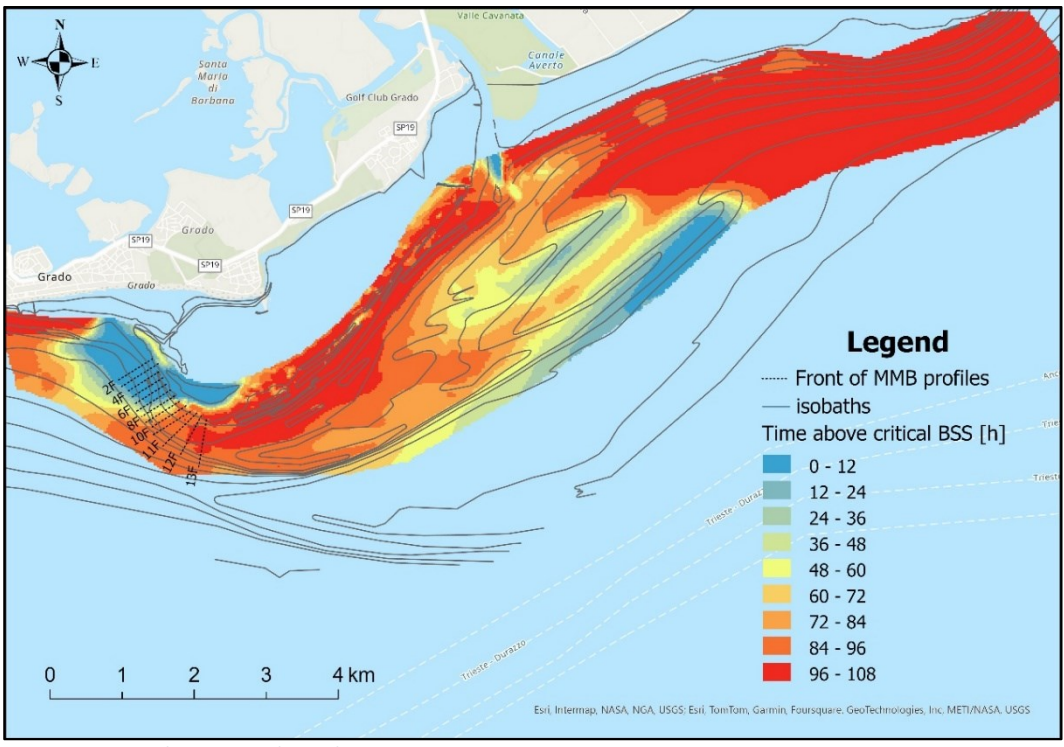 Valle Cavanata
N
W E
S
Santa
Maria
di
Barbana
Canale
Averto
Golf Club Grado
SP19
SP19
Grado
SP19
SP19
Grado
Grado
2F
4F
6F
8F
10F
11F
12F
13F
Legend
Front of MMB profiles
isobaths
Time above critical BSS [h]
0 - 12
12 - 24
24 - 36
36 - 48
48 - 60
60 - 72
72 - 84
84 - 96
96 - 108
Anc
Trieste
Trieste - Durazzo
Trieste
Trieste - Durazzo
0 1 2 3 4 km
Esri, Intermap, NASA, NGA, USGS; Esri, TomTom, Garmin, Foursquare, GeoTechnologies, Inc, METI/NASA, USGS